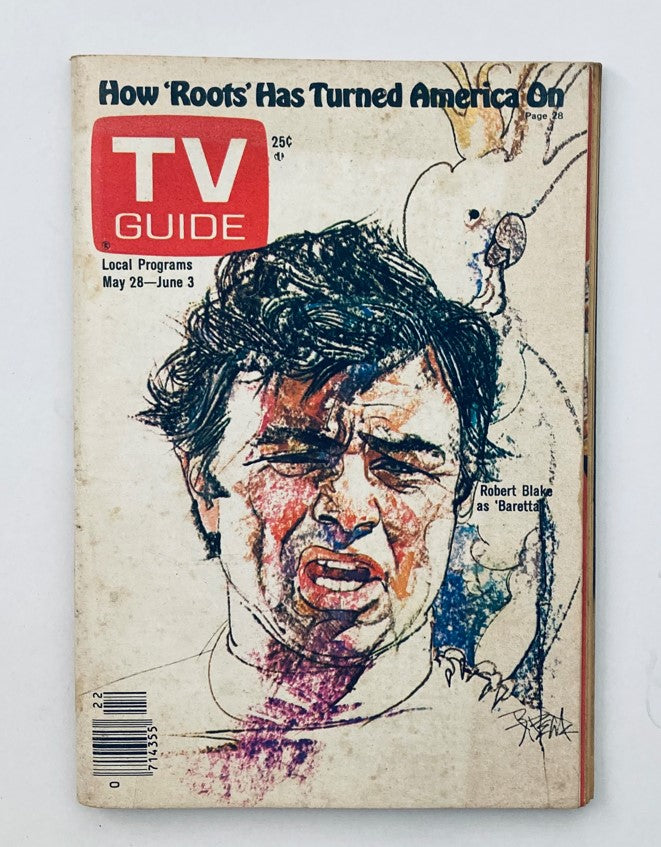 How 'Roots' Has Turned America On
Page 28
TV
GUIDE
®
25¢
Local Programs
May 28—June 3
Robert Blake
as 'Baretta'
22
0
714355